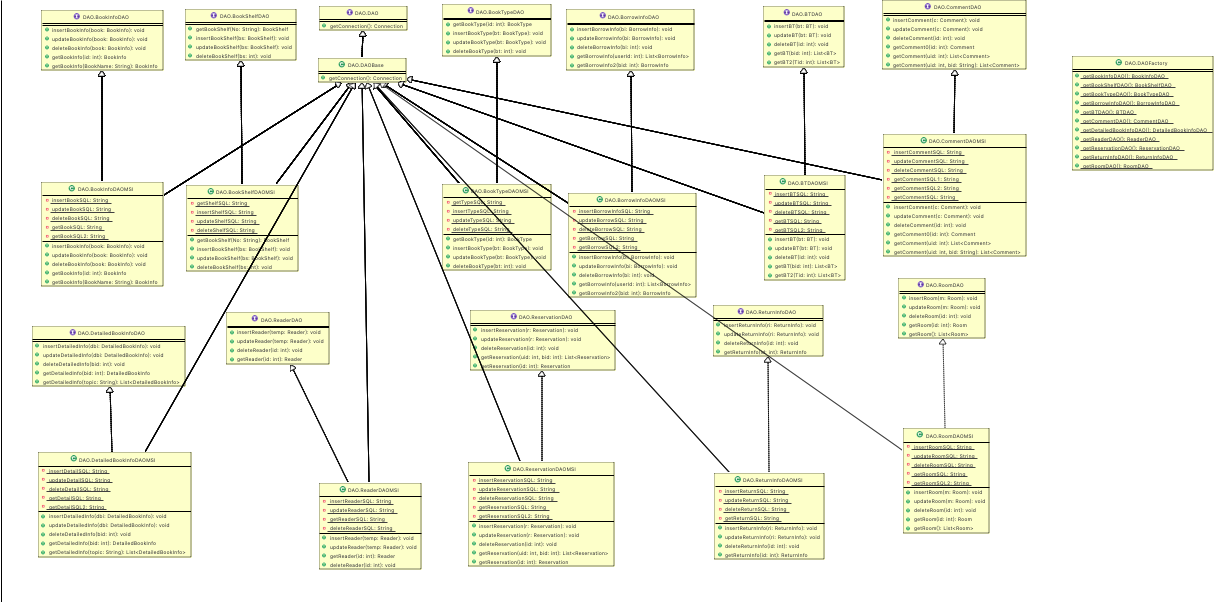 DAO.BookInfoDAO
insertBookInfo(book: BookInfo): void
updateBookInfo(book: BookInfo): void
deleteBookInfo(book: BookInfo): void
getBookInfo(id: int): BookInfo
getBookInfo(BookName: String): BookInfo
DAO.BookShelfDAO
getBookShelf(No: String): BookShelf
insertBookShelf(bs: BookShelf): void
updateBookShelf(bs: BookShelf): void
deleteBookShelf(bs: int): void
DAO.DAO
getConnection(): Connection
DAO.DAOBase
getConnection(): Connection
DAO.BookTypeDAO
getBookType(id: int): BookType
insertBookType(bt: BookType): void
updateBookType(bt: BookType): void
deleteBookType(bt: int): void
DAO.BorrowInfoDAO
insertBorrowInfo(bi: BorrowInfo): void
updateBorrowInfo(bi: BorrowInfo): void
deleteBorrowInfo(bi: int): void
getBorrowInfo(userid: int): List<BorrowInfo>
getBorrowInfo2(bid: int): BorrowInfo
DAO.BTDAO
insertBT(bt: BT): void
updateBT(bt: BT): void
deleteBT(id: int): void
getBT(bid: int): List<BT>
getBT2(Tid: int): List<BT>
DAO.CommentDAO
insertComment(c: Comment): void
updateComment(c: Comment): void
deleteComment(id: int): void
getComment0(id: int): Comment
getComment(uid: int): List<Comment>
getComment(uid: int, bid: String): List<Comment>
DAO.DAOFactory
getBookInfoDAO(): BookInfoDAO
getBookShelfDAO(): BookShelfDAO
getBookTypeDAO(): BookTypeDAO
getBorrowInfoDAO(): BorrowInfoDAO
getBTDAO(): BTDAO
getCommentDAO(): CommentDAO
getDetailedBookInfoDAO(): DetailedBookInfoDAO
getReaderDAO(): ReaderDAO
getReservationDAO(): ReservationDAO
getReturnInfoDAO(): ReturnInfoDAO
getRoomDAO(): RoomDAO
DAO.BookInfoDAOMSI
insertBookSQL: String
updateBookSQL: String
deleteBookSQL: String
getBookSQL: String
getBookSQL2: String
insertBookInfo(book: BookInfo): void
updateBookInfo(book: BookInfo): void
deleteBookInfo(book: BookInfo): void
getBookInfo(id: int): BookInfo
getBookInfo(BookName: String): BookInfo
DAO.BookShelfDAOMSI
getShelfSQL: String
insertShelfSQL: String
updateShelfSQL: String
deleteShelfSQL: String
getBookShelf(No: String): BookShelf
insertBookShelf(bs: BookShelf): void
updateBookShelf(bs: BookShelf): void
deleteBookShelf(bs: int): void
DAO.BookTypeDAOMSI
getTypeSQL: String
insertTypeSQL: String
updateTypeSQL: String
deleteTypeSQL: String
getBookType(id: int): BookType
insertBookType(bt: BookType): void
updateBookType(bt: BookType): void
deleteBookType(bt: int): void
DAO.BorrowInfoDAOMSI
insertBorrowInfoSQL: String
updateBorrowSQL: String
deleteBorrowSQL: String
getBorrowSQL: String
getBorrowSQL2: String
insertBorrowInfo(bi: BorrowInfo): void
updateBorrowInfo(bi: BorrowInfo): void
deleteBorrowInfo(bi: int): void
getBorrowInfo(userid: int): List<BorrowInfo>
getBorrowInfo2(bid: int): BorrowInfo
DAO.BTDAOMSI
insertBTSQL: String
updateBTSQL: String
deleteBTSQL: String
getBTSQL: String
getBTSQL2: String
insertBT(bt: BT): void
updateBT(bt: BT): void
deleteBT(id: int): void
getBT(bid: int): List<BT>
getBT2(Tid: int): List<BT>
DAO.CommentDAOMSI
insertCommentSQL: String
updateCommentSQL: String
deleteCommentSQL: String
getCommentSQL1: String
getCommentSQL2: String
getCommentSQL: String
insertComment(c: Comment): void
updateComment(c: Comment): void
deleteComment(id: int): void
getComment0(id: int): Comment
getComment(uid: int): List<Comment>
getComment(uid: int, bid: String): List<Comment>
DAO.DetailedBookInfoDAO
insertDetailedInfo(dbi: DetailedBookInfo): void
updateDetailedInfo(dbi: DetailedBookInfo): void
deleteDetailedInfo(bid: int): void
getDetailedInfo(bid: int): DetailedBookInfo
getDetailedInfo(topic: String): List<DetailedBookInfo>
DAO.ReaderDAO
insertReader(temp: Reader): void
updateReader(temp: Reader): void
deleteReader(id: int): void
getReader(id: int): Reader
DAO.ReservationDAO
insertReservation(r: Reservation): void
updateReservation(r: Reservation): void
deleteReservation(id: int): void
getReservation(uid: int, bid: int): List<Reservation>
getReservation(id: int): Reservation
DAO.ReturnInfoDAO
insertReturnInfo(ri: ReturnInfo): void
updateReturnInfo(ri: ReturnInfo): void
deleteReturnInfo(id: int): void
getReturnInfo(id: int): ReturnInfo
DAO.RoomDAO
insertRoom(m: Room): void
updateRoom(m: Room): void
deleteRoom(id: int): void
getRoom(id: int): Room
getRoom(): List<Room>
DAO.DetailedBookInfoDAOMSI
insertDetailSQL: String
updateDetailSQL: String
deleteDetailSQL: String
getDetailSQL: String
getDetailSQL2: String
insertDetailedInfo(dbi: DetailedBookInfo): void
updateDetailedInfo(dbi: DetailedBookInfo): void
deleteDetailedInfo(bid: int): void
getDetailedInfo(bid: int): DetailedBookInfo
getDetailedInfo(topic: String): List<DetailedBookInfo>
DAO.ReaderDAOMSI
insertReaderSQL: String
updateReaderSQL: String
getReaderSQL: String
deleteReaderSQL: String
insertReader(temp: Reader): void
updateReader(temp: Reader): void
getReader(id: int): Reader
deleteReader(id: int): void
DAO.ReservationDAOMSI
insertReservationSQL: String
updateReservationSQL: String
deleteReservationSQL: String
getReservationSQL: String
getReservationSQL2: String
insertReservation(r: Reservation): void
updateReservation(r: Reservation): void
deleteReservation(id: int): void
getReservation(uid: int, bid: int): List<Reservation>
getReservation(id: int): Reservation
DAO.ReturnInfoDAOMSI
insertReturnSQL: String
updateReturnSQL: String
deleteReturnSQL: String
getReturnSQL: String
insertReturnInfo(ri: ReturnInfo): void
updateReturnInfo(ri: ReturnInfo): void
deleteReturnInfo(id: int): void
getReturnInfo(id: int): ReturnInfo
DAO.RoomDAOMSI
insertRoomSQL: String
updateRoomSQL: String
deleteRoomSQL: String
getRoomSQL: String
getRoomSQL2: String
insertRoom(m: Room): void
updateRoom(m: Room): void
deleteRoom(id: int): void
getRoom(id: int): Room
getRoom(): List<Room>